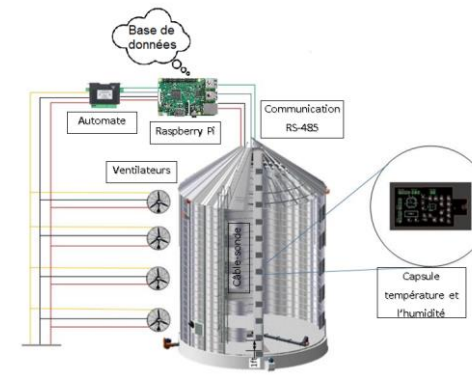 Base de
données
Automate
Raspberry Pi
Communication
RS-485
Ventilateurs
Câble-sonde
Capsule
température et
l'humidité